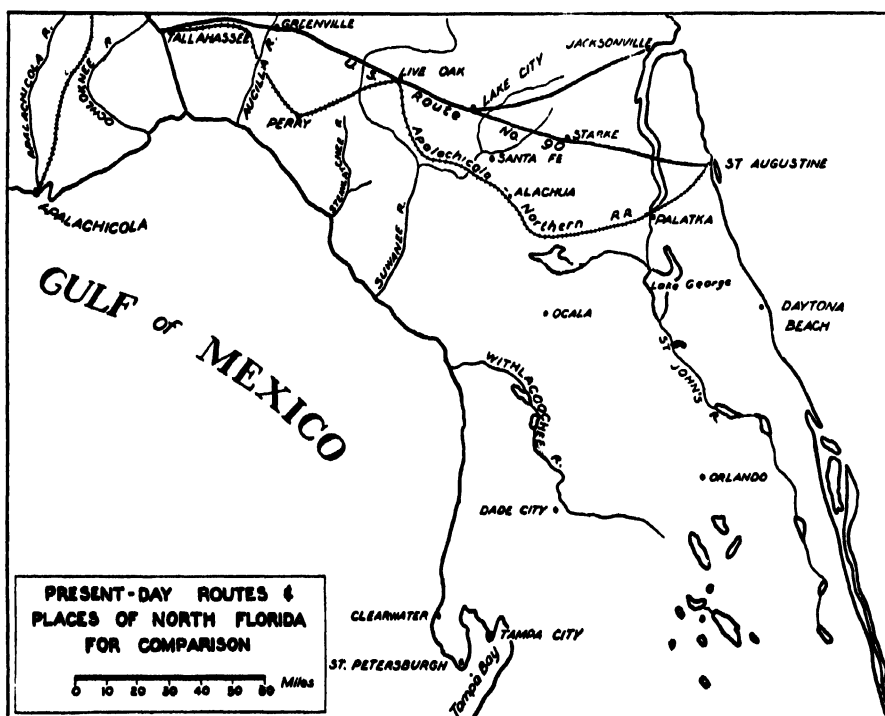 GREENVILLE
TALLAHASSEE
APALACHICOLA R.
OCHLOCKONEE R.
AUCILLA R.
JACKSONVILLE
LIVE OAK
LAKE CITY
U S Route No 90
PERRY
STARKE
SANTA FE
ST AUGUSTINE
Apalachicola Northern R.R.
ALACHUA
PALATKA
APALACHICOLA
SUWANEE R.
Lake George
OCALA
DAYTONA
BEACH
GULF of MEXICO
WITHLACOOCHEE R.
ST JOHN'S R.
ORLANDO
DADE CITY
PRESENT-DAY ROUTES &
PLACES OF NORTH FLORIDA
FOR COMPARISON
0 10 20 30 40 50 60 Miles
CLEARWATER
TAMPA CITY
ST. PETERSBURGH
Tampa Bay